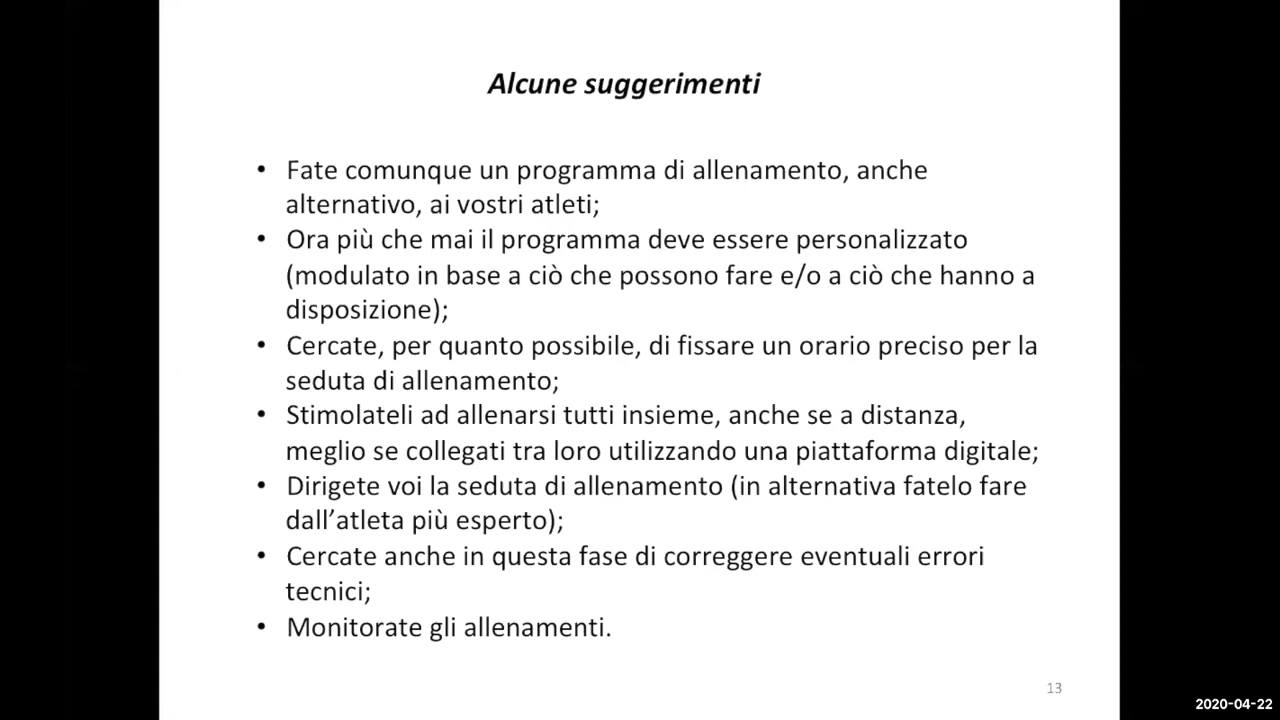 Alcune suggerimenti
• Fate comunque un programma di allenamento, anche
alternativo, ai vostri atleti;
• Ora più che mai il programma deve essere personalizzato
(modulato in base a ciò che possono fare e/o a ciò che hanno a
disposizione);
• Cercate, per quanto possibile, di fissare un orario preciso per la
seduta di allenamento;
• Stimolateli ad allenarsi tutti insieme, anche se a distanza,
meglio se collegati tra loro utilizzando una piattaforma digitale;
• Dirigete voi la seduta di allenamento (in alternativa fatelo fare
dall’atleta più esperto);
• Cercate anche in questa fase di correggere eventuali errori
tecnici;
• Monitorate gli allenamenti.
13
2020-04-22